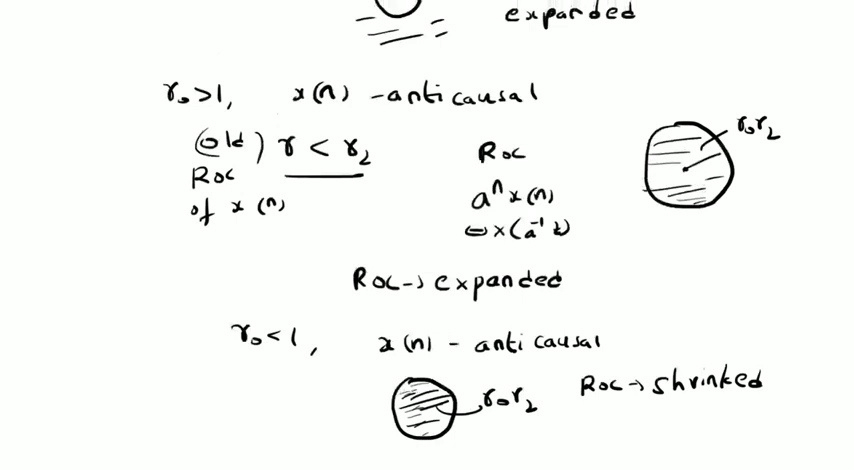 expanded
r₀>1, x(n) - anticausal
(old) r < r₂
ROC
of x(n)
ROC
aⁿx(n)
↔ x(a⁻¹z)
r₀r₂
ROC → expanded
r₀<1, x(n) - anticausal
r₀r₂
ROC → shrinked